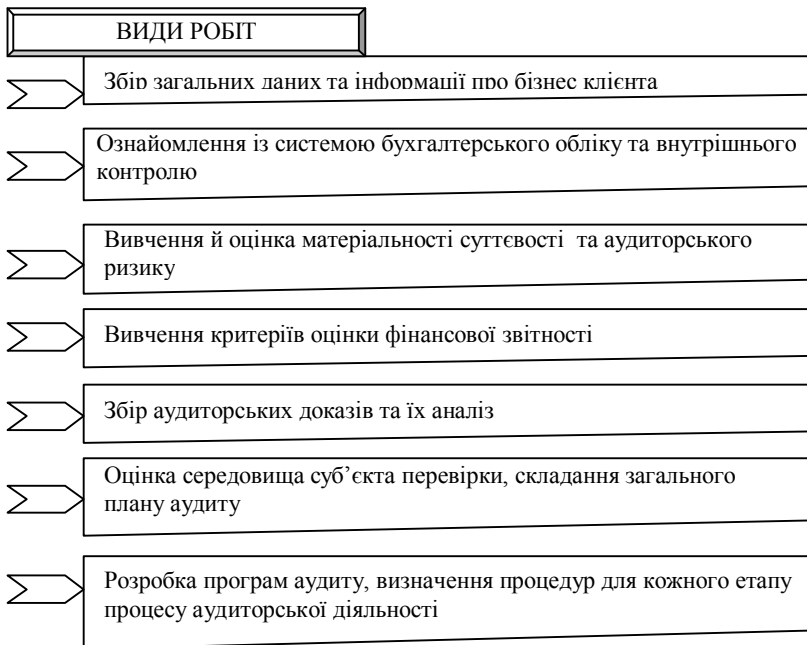 ВИДИ РОБІТ
Збір загальних даних та інформації про бізнес клієнта
Ознайомлення із системою бухгалтерського обліку та внутрішнього
контролю
Вивчення й оцінка матеріальності суттєвості та аудиторського
ризику
Вивчення критеріїв оцінки фінансової звітності
Збір аудиторських доказів та їх аналіз
Оцінка середовища суб’єкта перевірки, складання загального
плану аудиту
Розробка програм аудиту, визначення процедур для кожного етапу
процесу аудиторської діяльності